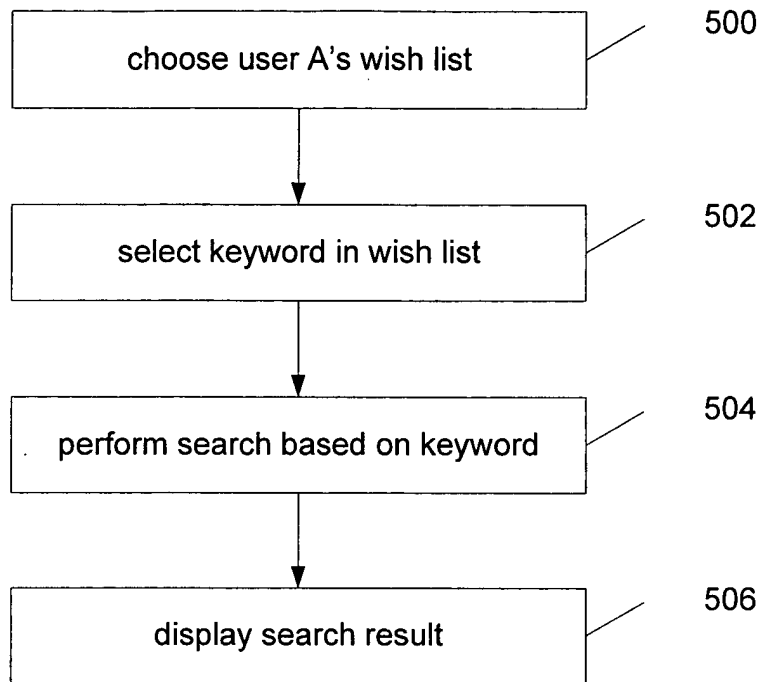 500
choose user A's wish list
502
select keyword in wish list
504
perform search based on keyword
506
display search result